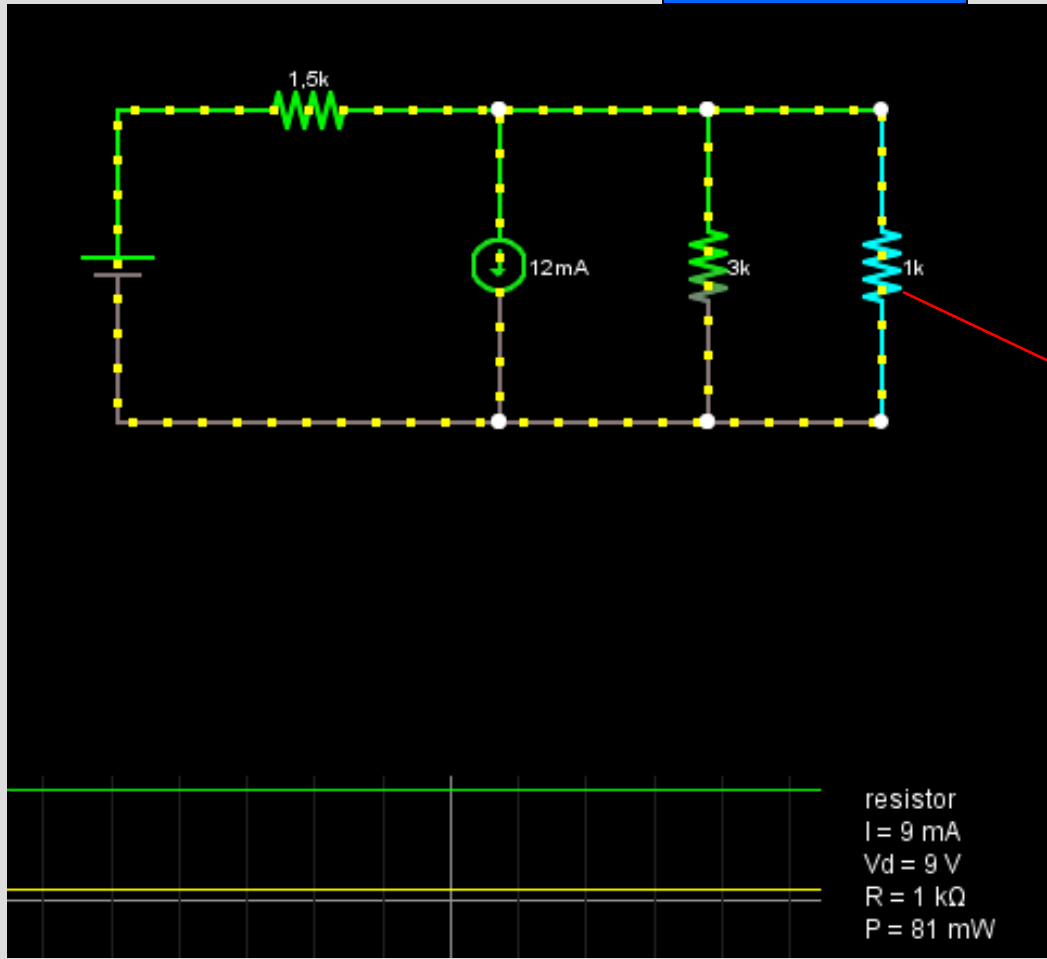 1,5k
12mA
3k
1k
resistor
I = 9 mA
Vd = 9 V
R = 1 kΩ
P = 81 mW